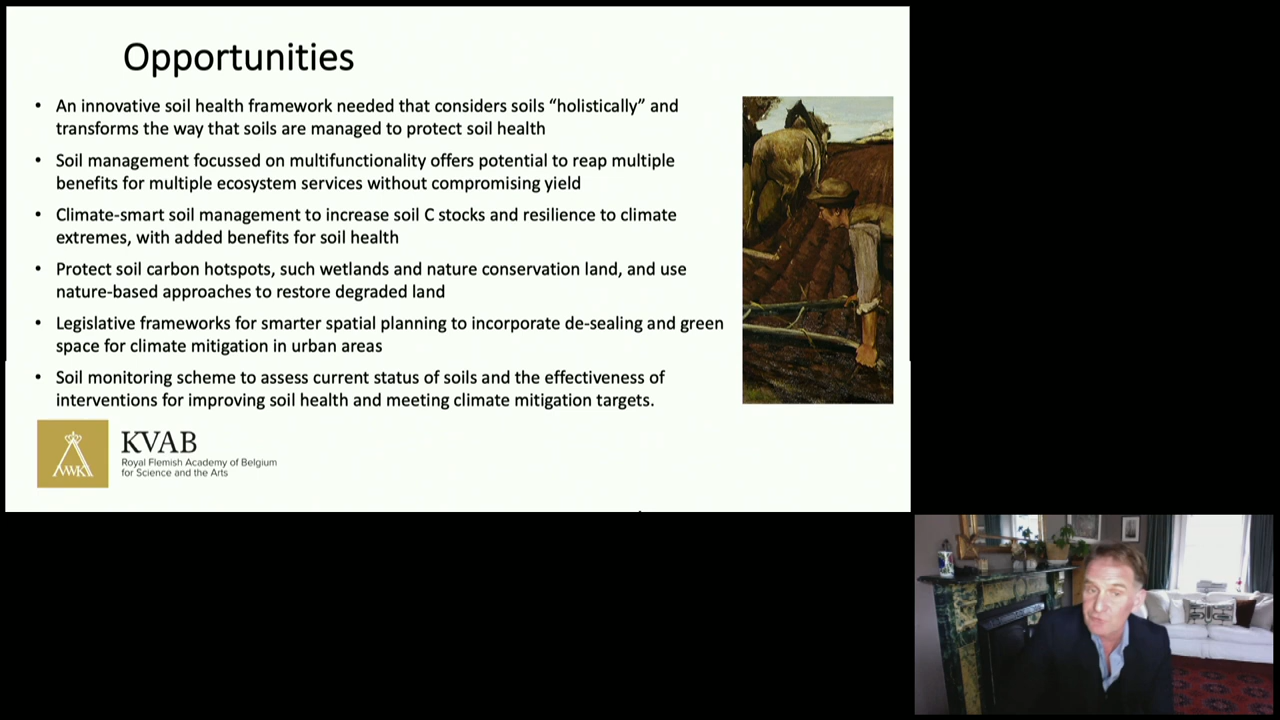 Opportunities
• An innovative soil health framework needed that considers soils “holistically” and
transforms the way that soils are managed to protect soil health
• Soil management focussed on multifunctionality offers potential to reap multiple
benefits for multiple ecosystem services without compromising yield
• Climate-smart soil management to increase soil C stocks and resilience to climate
extremes, with added benefits for soil health
• Protect soil carbon hotspots, such wetlands and nature conservation land, and use
nature-based approaches to restore degraded land
• Legislative frameworks for smarter spatial planning to incorporate de-sealing and green
space for climate mitigation in urban areas
• Soil monitoring scheme to assess current status of soils and the effectiveness of
interventions for improving soil health and meeting climate mitigation targets.
KVAB
Royal Flemish Academy of Belgium
for Science and the Arts